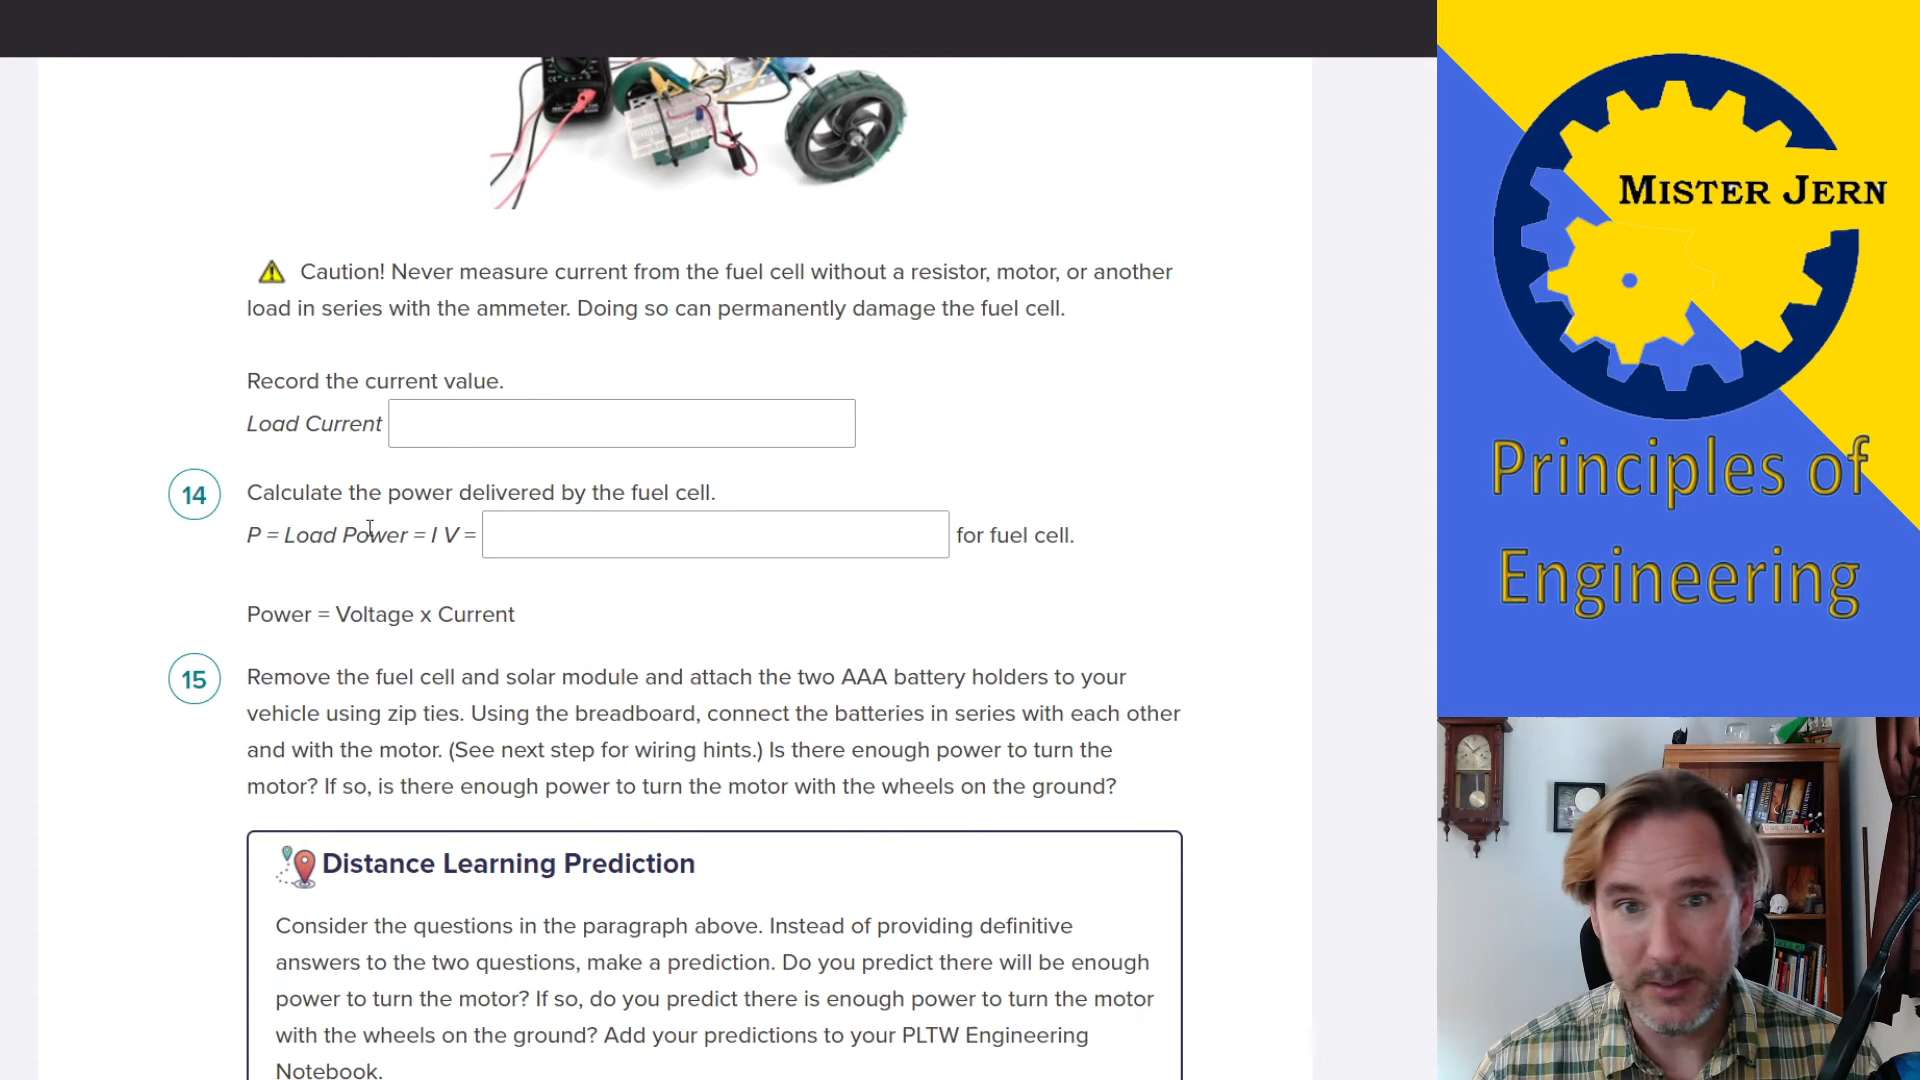 Caution! Never measure current from the fuel cell without a resistor, motor, or another
load in series with the ammeter. Doing so can permanently damage the fuel cell.
Record the current value.
Load Current
14
Calculate the power delivered by the fuel cell.
P = Load Power = I V =
for fuel cell.
Power = Voltage x Current
15
Remove the fuel cell and solar module and attach the two AAA battery holders to your
vehicle using zip ties. Using the breadboard, connect the batteries in series with each other
and with the motor. (See next step for wiring hints.) Is there enough power to turn the
motor? If so, is there enough power to turn the motor with the wheels on the ground?
Distance Learning Prediction
Consider the questions in the paragraph above. Instead of providing definitive
answers to the two questions, make a prediction. Do you predict there will be enough
power to turn the motor? If so, do you predict there is enough power to turn the motor
with the wheels on the ground? Add your predictions to your PLTW Engineering
Notebook.
MISTER JERN
Principles of
Engineering